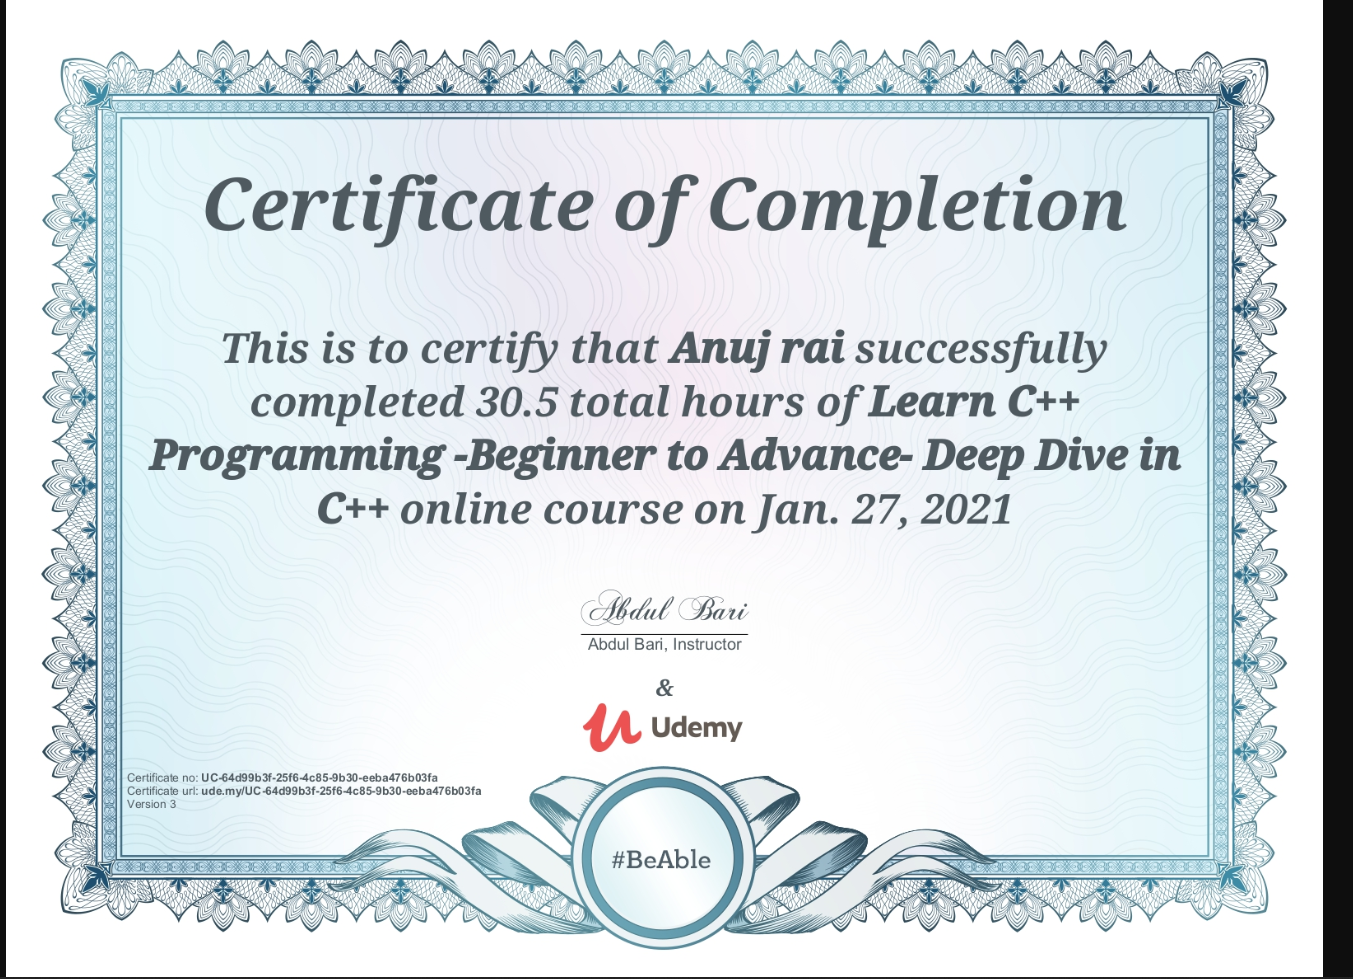 Certificate of Completion
This is to certify that Anuj rai successfully
completed 30.5 total hours of Learn C++
Programming -Beginner to Advance- Deep Dive in
C++ online course on Jan. 27, 2021
Abdul Bari
Abdul Bari, Instructor
&
Udemy
Certificate no: UC-64d99b3f-25f6-4c85-9b30-eeba476b03fa
Certificate url: ude.my/UC-64d99b3f-25f6-4c85-9b30-eeba476b03fa
Version 3
#BeAble